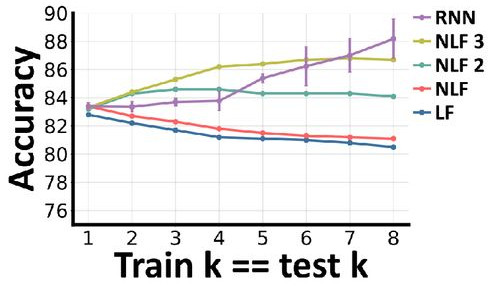 90
88
86
84
82
80
78
76
Accuracy
1 2 3 4 5 6 7 8
Train k == test k
RNN
NLF 3
NLF 2
NLF
LF